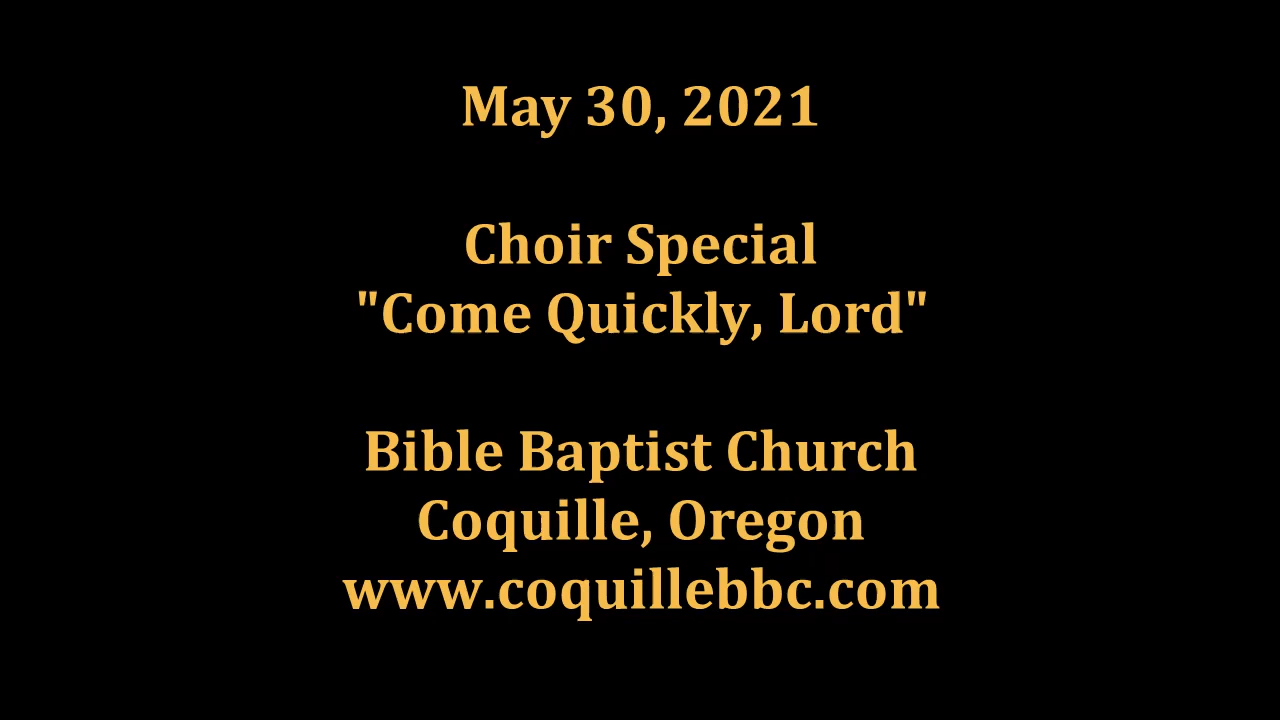 May 30, 2021
Choir Special
"Come Quickly, Lord"
Bible Baptist Church
Coquille, Oregon
www.coquillebbc.com